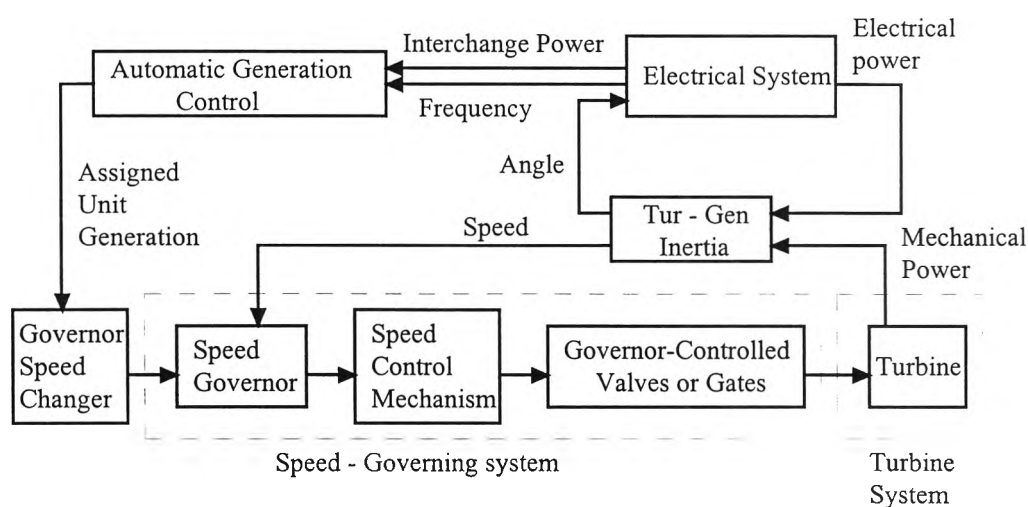 Interchange Power
Electrical
power
Automatic Generation
Control
Electrical System
Frequency
Angle
Assigned
Unit
Generation
Tur - Gen
Inertia
Speed
Mechanical
Power
Governor
Speed
Changer
Speed
Governor
Speed
Control
Mechanism
Governor-Controlled
Valves or Gates
Turbine
Speed - Governing system
Turbine
System